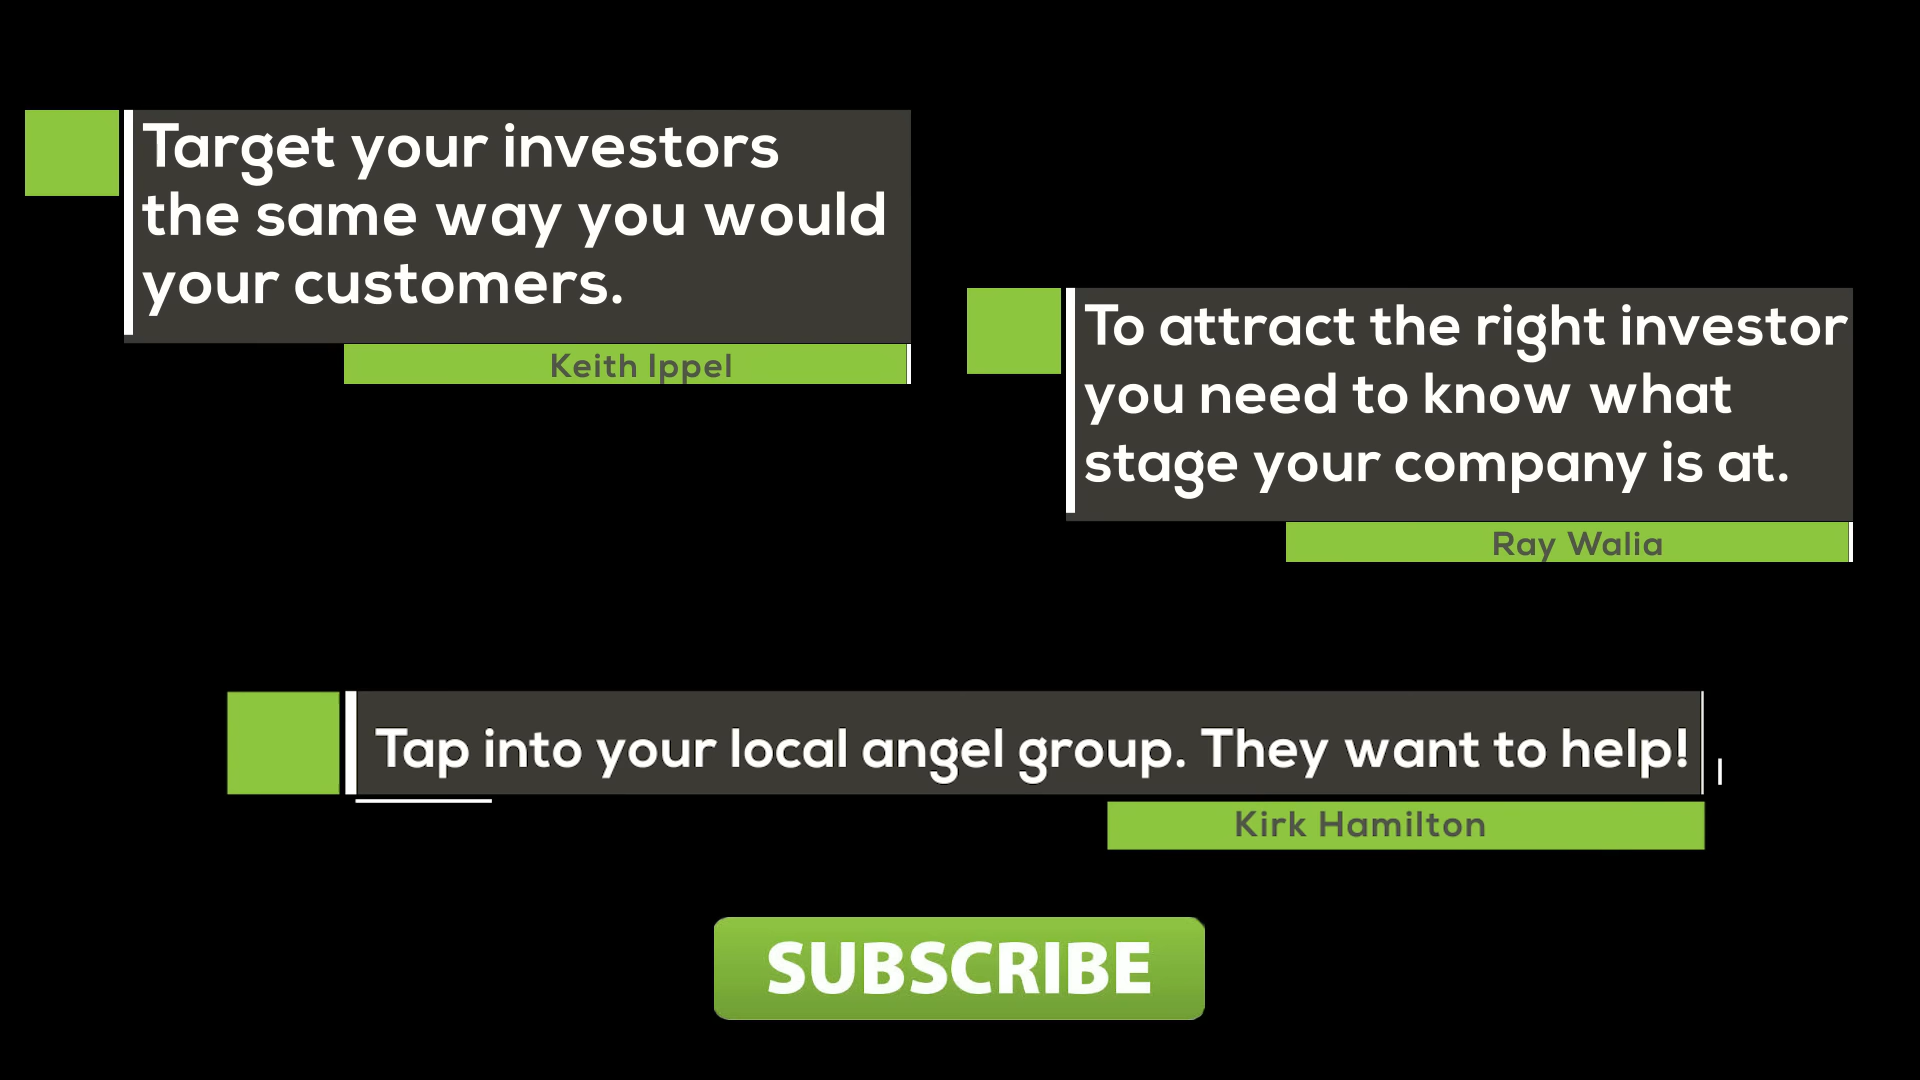 Target your investors
the same way you would
your customers.
Keith Ippel
To attract the right investor
you need to know what
stage your company is at.
Ray Walia
Tap into your local angel group. They want to help!
Kirk Hamilton
SUBSCRIBE